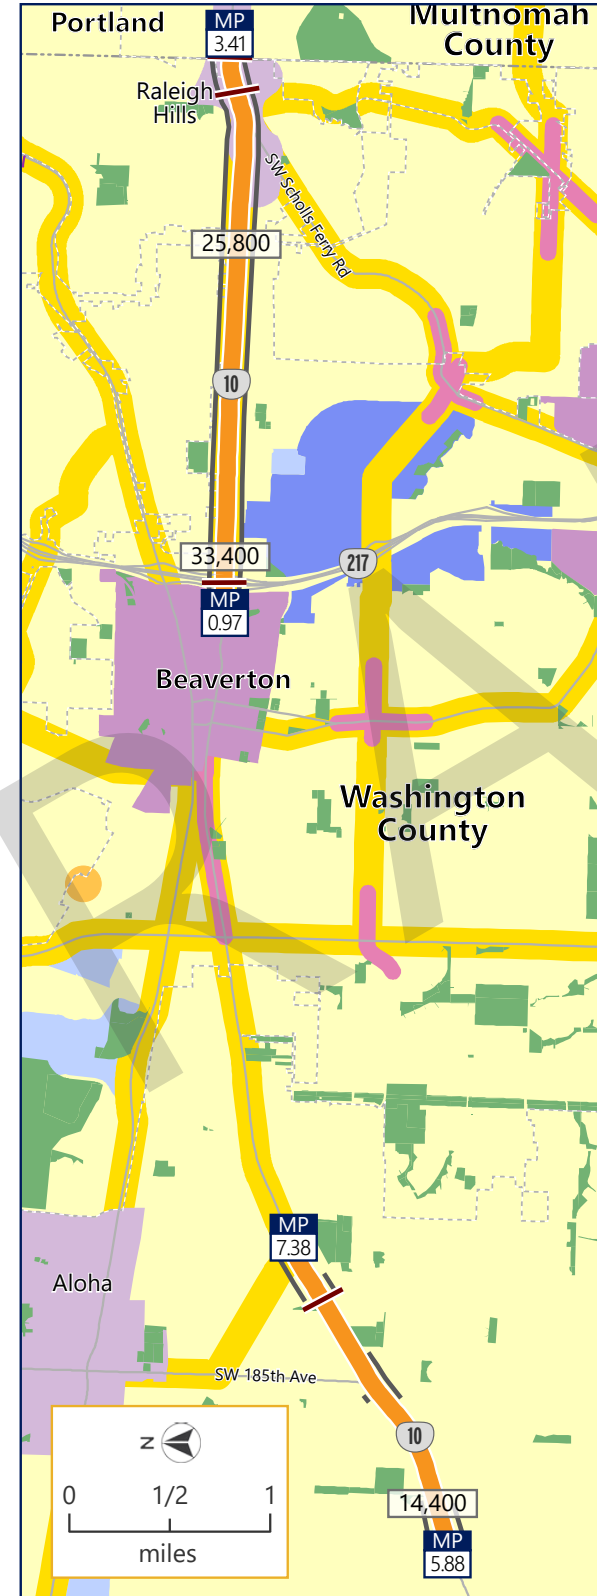 Portland
MP
3.41
Multnomah
County
Raleigh
Hills
SW Scholls Ferry Rd
25,800
10
33,400
217
MP
0.97
Beaverton
Washington
County
MP
7.38
Aloha
SW 185th Ave
N
10
0 1/2 1
miles
14,400
MP
5.88